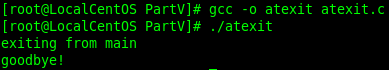 [root@LocalCentOS PartV]# gcc -o atexit atexit.c
[root@LocalCentOS PartV]# ./atexit
exiting from main
goodbye!